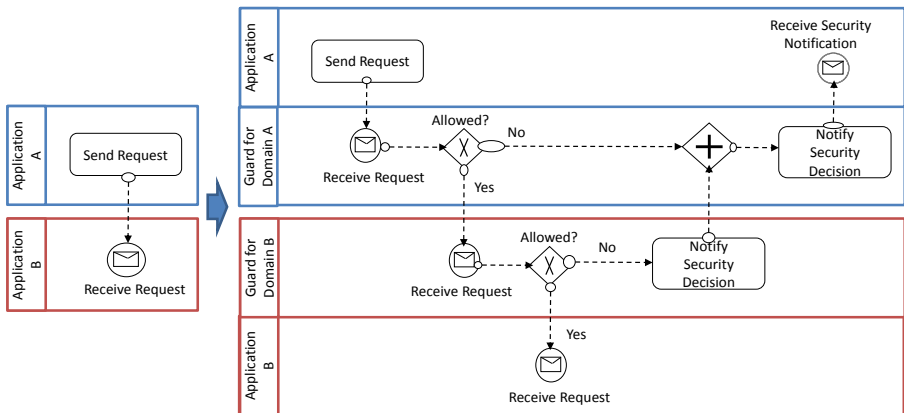 Application
A
Send Request
Application
B
Receive Request
Application
A
Send Request
Receive Security
Notification
Guard for
Domain A
Receive Request
Allowed?
No
Yes
Notify
Security
Decision
Guard for
Domain B
Receive Request
Allowed?
No
Yes
Notify
Security
Decision
Application
B
Receive Request